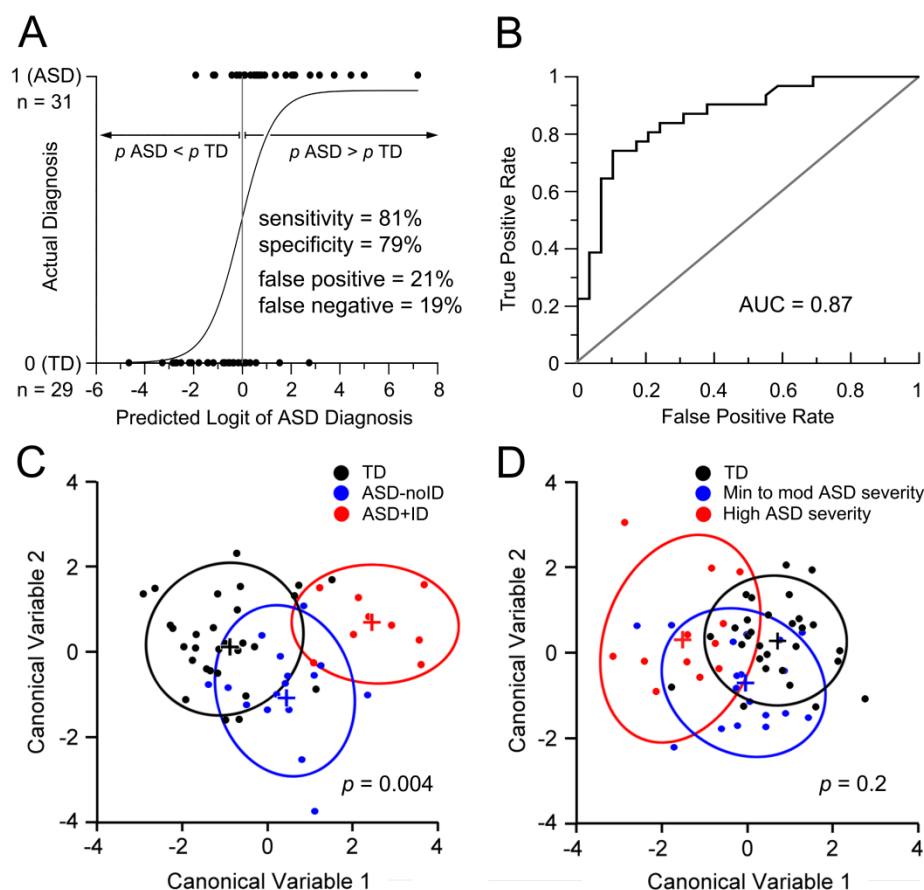 A
1 (ASD)
n = 31
p ASD < p TD
p ASD > p TD
sensitivity = 81%
specificity = 79%
false positive = 21%
false negative = 19%
Actual Diagnosis
0 (TD)
n = 29
-6 -4 -2 0 2 4 6 8
Predicted Logit of ASD Diagnosis
B
1
0.8
0.6
0.4
0.2
0
True Positive Rate
AUC = 0.87
0 0.2 0.4 0.6 0.8 1
False Positive Rate
C
TD
ASD-noID
ASD+ID
4
2
0
-2
-4
Canonical Variable 2
p = 0.004
-4 -2 0 2 4
Canonical Variable 1
D
TD
Min to mod ASD severity
High ASD severity
4
2
0
-2
-4
Canonical Variable 2
p = 0.2
-4 -2 0 2 4
Canonical Variable 1